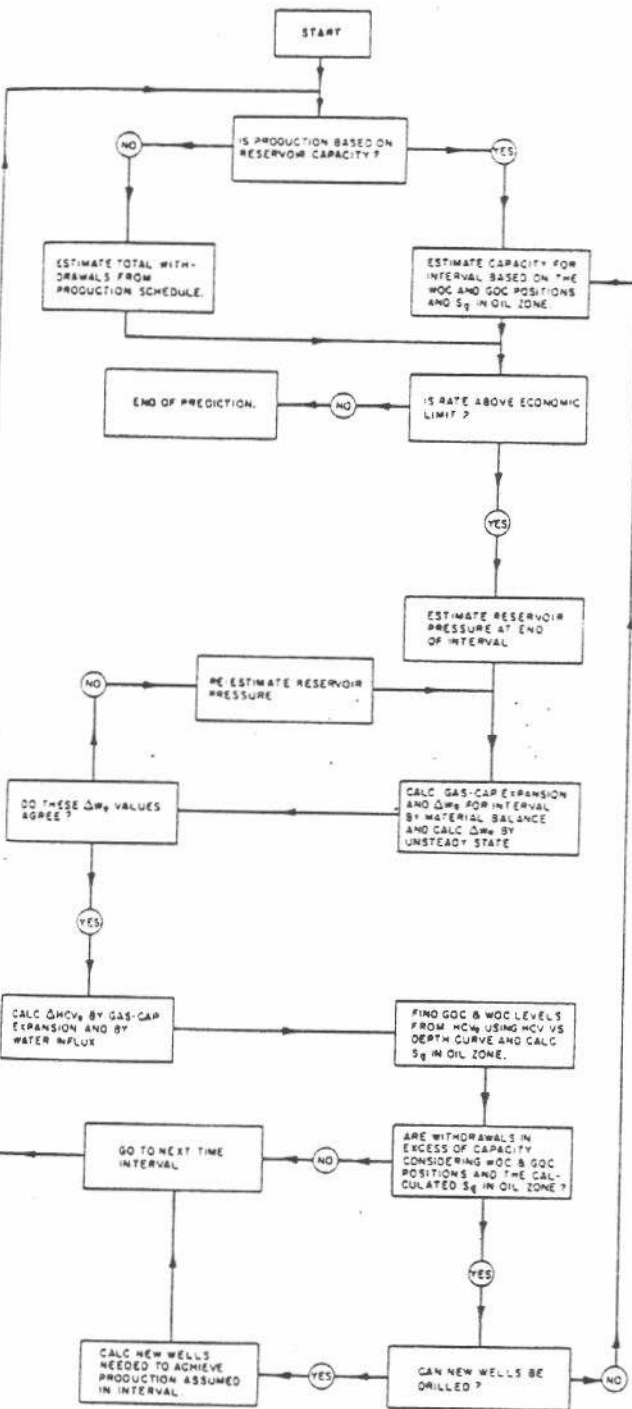 START
IS PRODUCTION BASED ON
RESERVOIR CAPACITY ?
NO
YES
ESTIMATE TOTAL WITH-
DRAWALS FROM
PRODUCTION SCHEDULE.
ESTIMATE CAPACITY FOR
INTERVAL BASED ON THE
WOC AND GOC POSITIONS
AND Sg IN OIL ZONE.
END OF PREDICTION.
NO
IS RATE ABOVE ECONOMIC
LIMIT ?
YES
ESTIMATE RESERVOIR
PRESSURE AT END
OF INTERVAL
NO
RE-ESTIMATE RESERVOIR
PRESSURE
DO THESE ΔWe VALUES
AGREE ?
CALC GAS-CAP EXPANSION
AND ΔWe FOR INTERVAL
BY MATERIAL BALANCE
AND CALC ΔWe BY
UNSTEADY STATE
YES
CALC ΔHCVe BY GAS-CAP
EXPANSION AND BY
WATER INFLUX
FIND GOC & WOC LEVELS
FROM HCVe USING HCV VS
DEPTH CURVE AND CALC
Sg IN OIL ZONE.
GO TO NEXT TIME
INTERVAL
NO
ARE WITHDRAWALS IN
EXCESS OF CAPACITY
CONSIDERING WOC & GOC
POSITIONS AND THE CAL-
CULATED Sg IN OIL ZONE ?
YES
CALC NEW WELLS
NEEDED TO ACHIEVE
PRODUCTION ASSUMED
IN INTERVAL.
YES
CAN NEW WELLS BE
DRILLED ?
NO